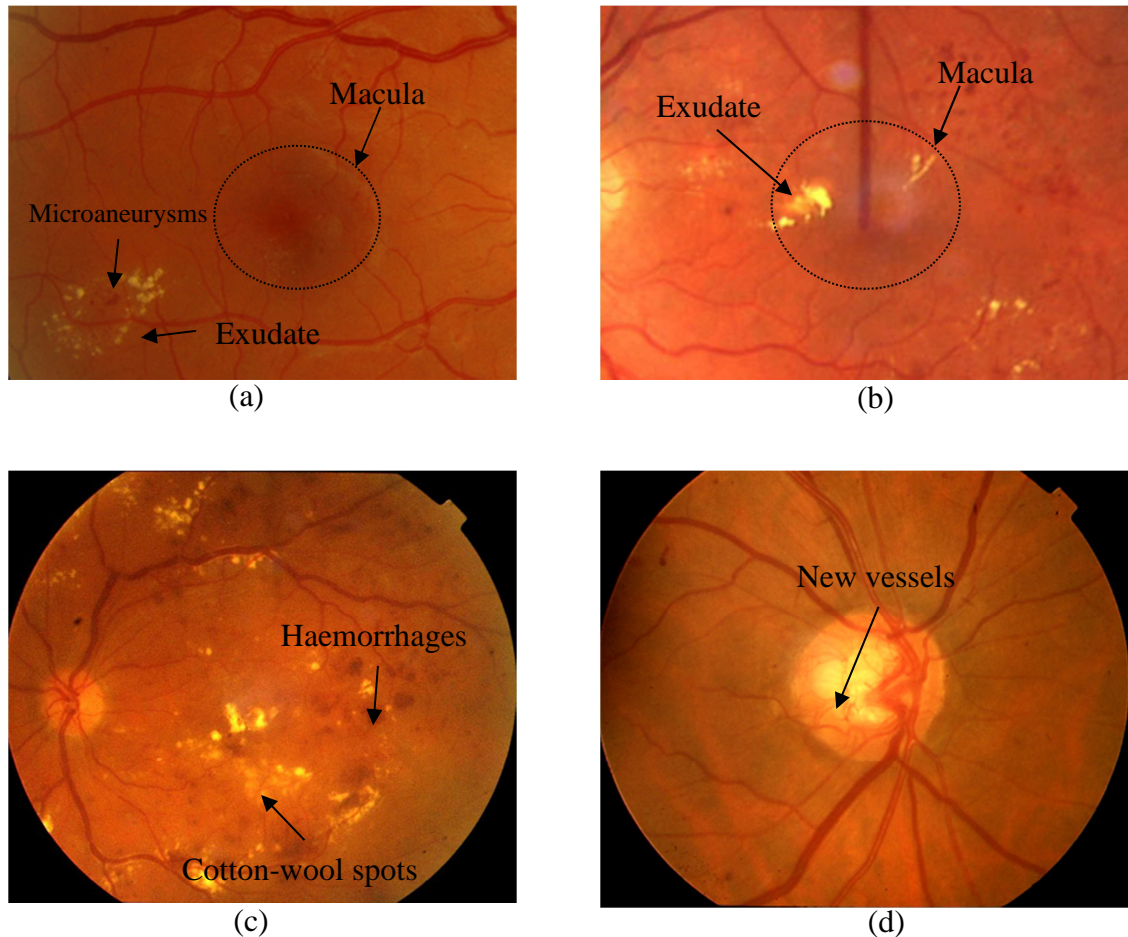 Macula
Microaneurysms
Exudate
(a)
Macula
Exudate
(b)
Haemorrhages
Cotton-wool spots
(c)
New vessels
(d)